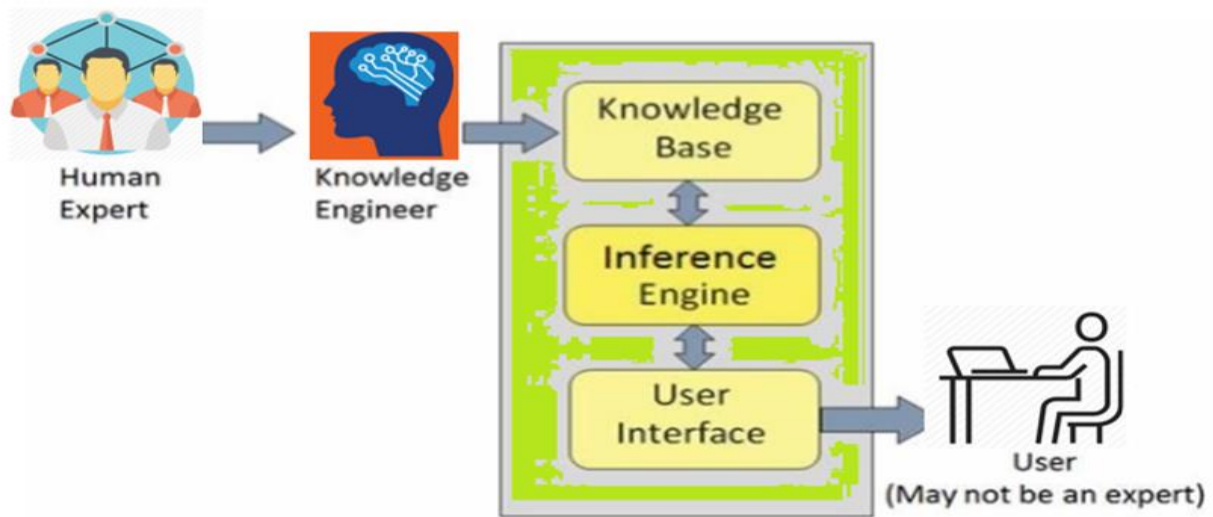 Human
Expert
Knowledge
Engineer
Knowledge
Base
Inference
Engine
User
Interface
User
(May not be an expert)